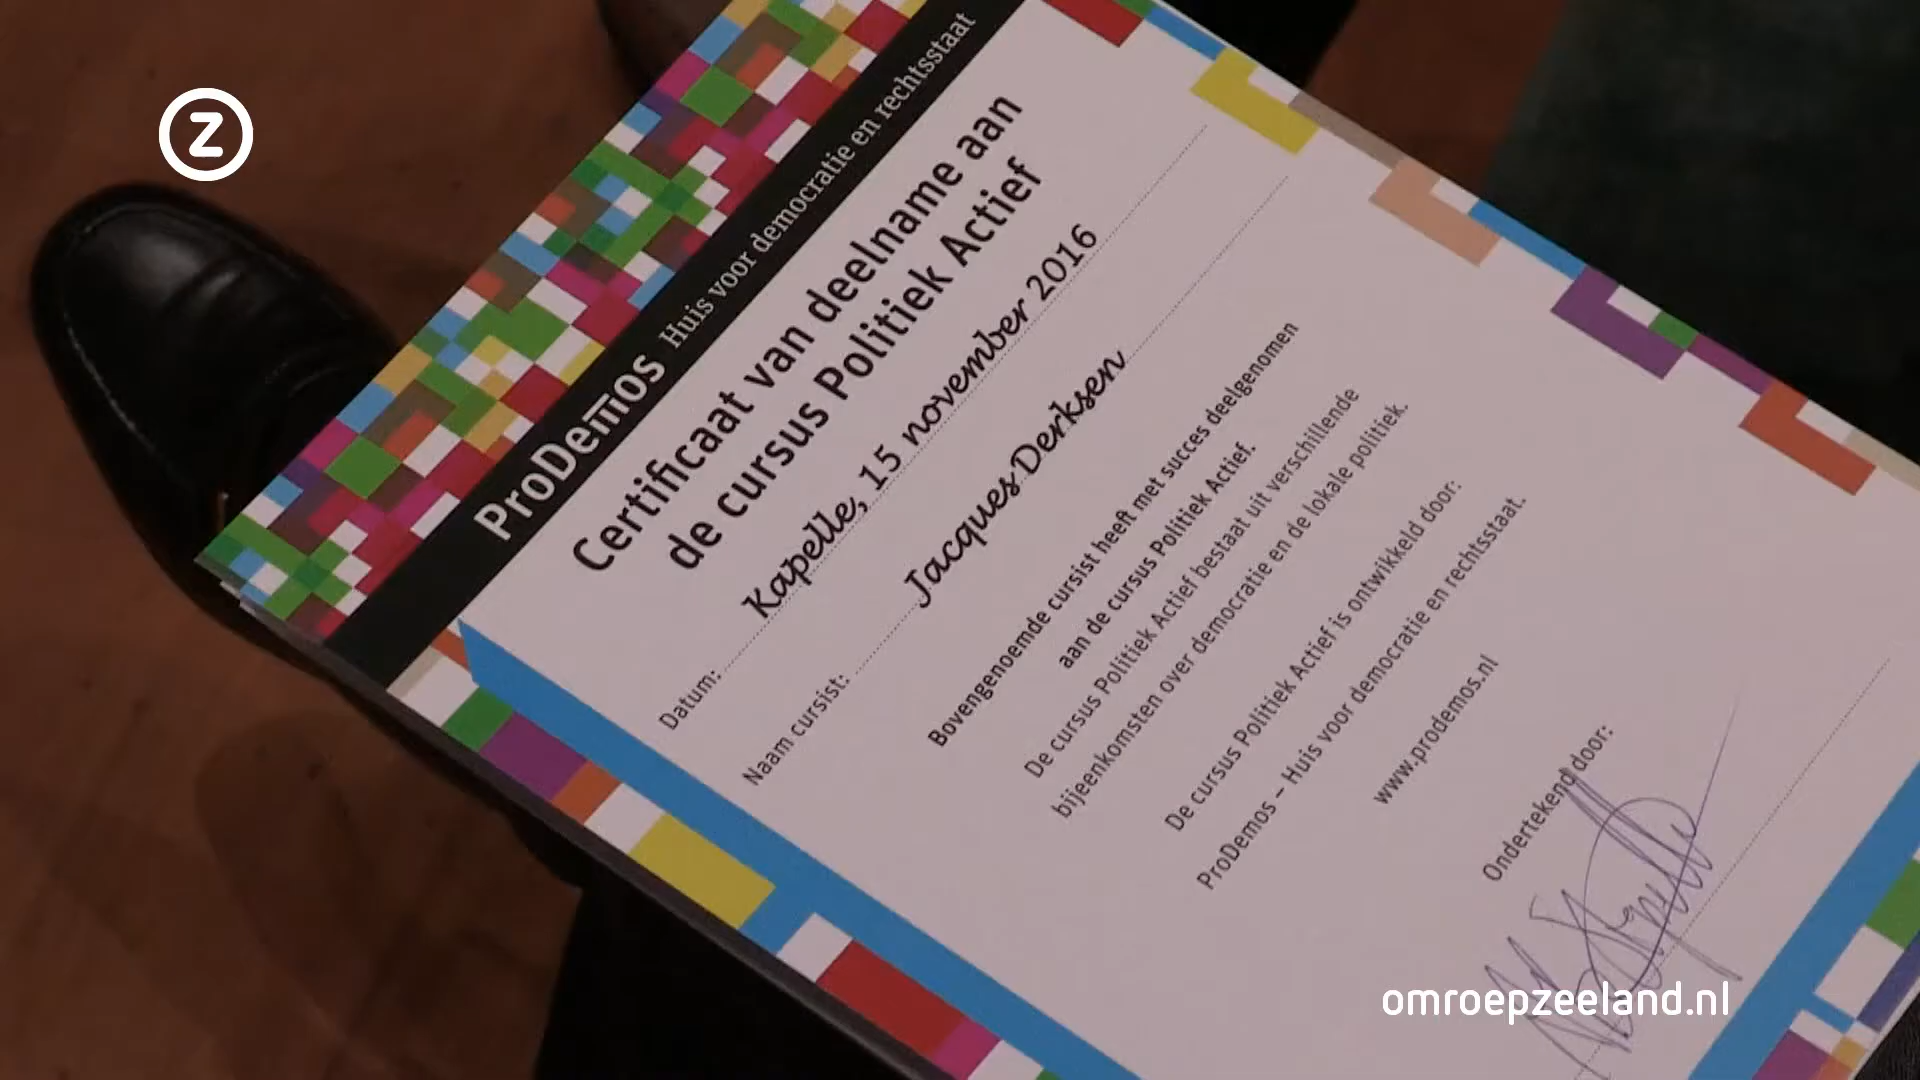 Z
ProDemos Huis voor democratie en rechtsstaat
Certificaat van deelname aan
de cursus Politiek Actief
Datum: Kapelle, 15 november 2016
Naam cursist: Jacques Derksen
Bovengenoemde cursist heeft met succes deelgenomen
aan de cursus Politiek Actief.
De cursus Politiek Actief bestaat uit verschillende
bijeenkomsten over democratie en de lokale politiek.
De cursus Politiek Actief is ontwikkeld door:
ProDemos – Huis voor democratie en rechtsstaat.
www.prodemos.nl
Ondertekend door:
omroepzeeland.nl